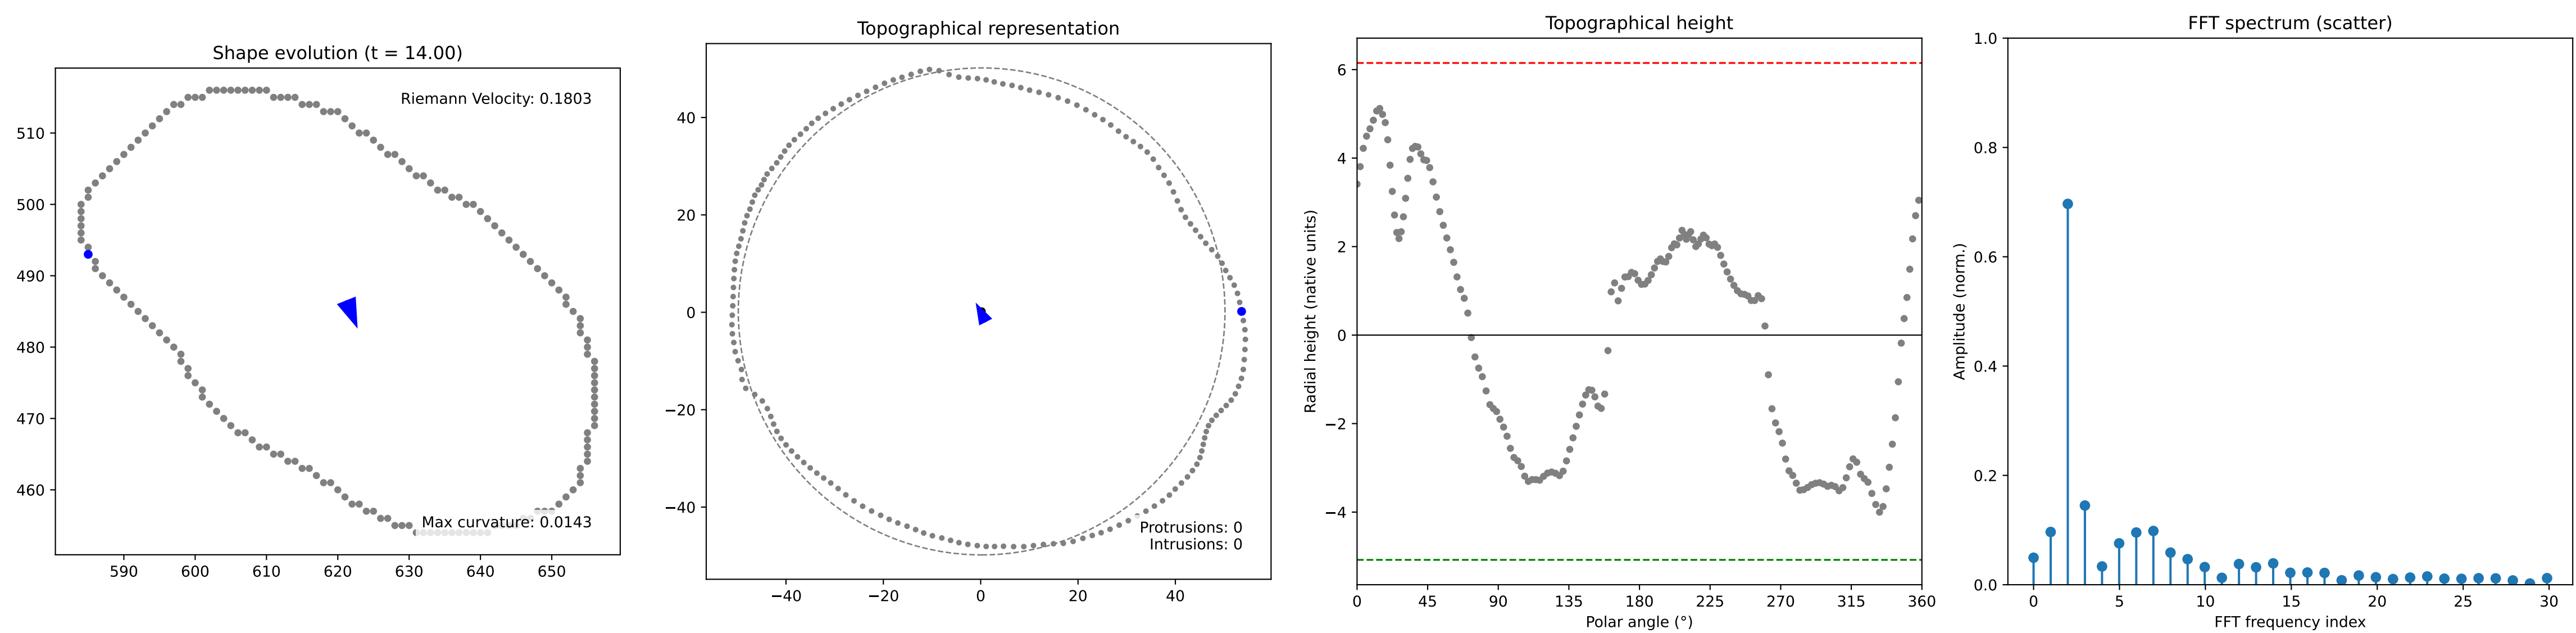 Shape evolution (t = 14.00)
Riemann Velocity: 0.1803
510
500
490
480
470
460
Max curvature: 0.0143
590 600 610 620 630 640 650
Topographical representation
40
20
0
−20
−40
Protrusions: 0
Intrusions: 0
−40 −20 0 20 40
Topographical height
Radial height (native units)
6
4
2
0
−2
−4
0 45 90 135 180 225 270 315 360
Polar angle (°)
FFT spectrum (scatter)
Amplitude (norm.)
1.0
0.8
0.6
0.4
0.2
0.0
0 5 10 15 20 25 30
FFT frequency index